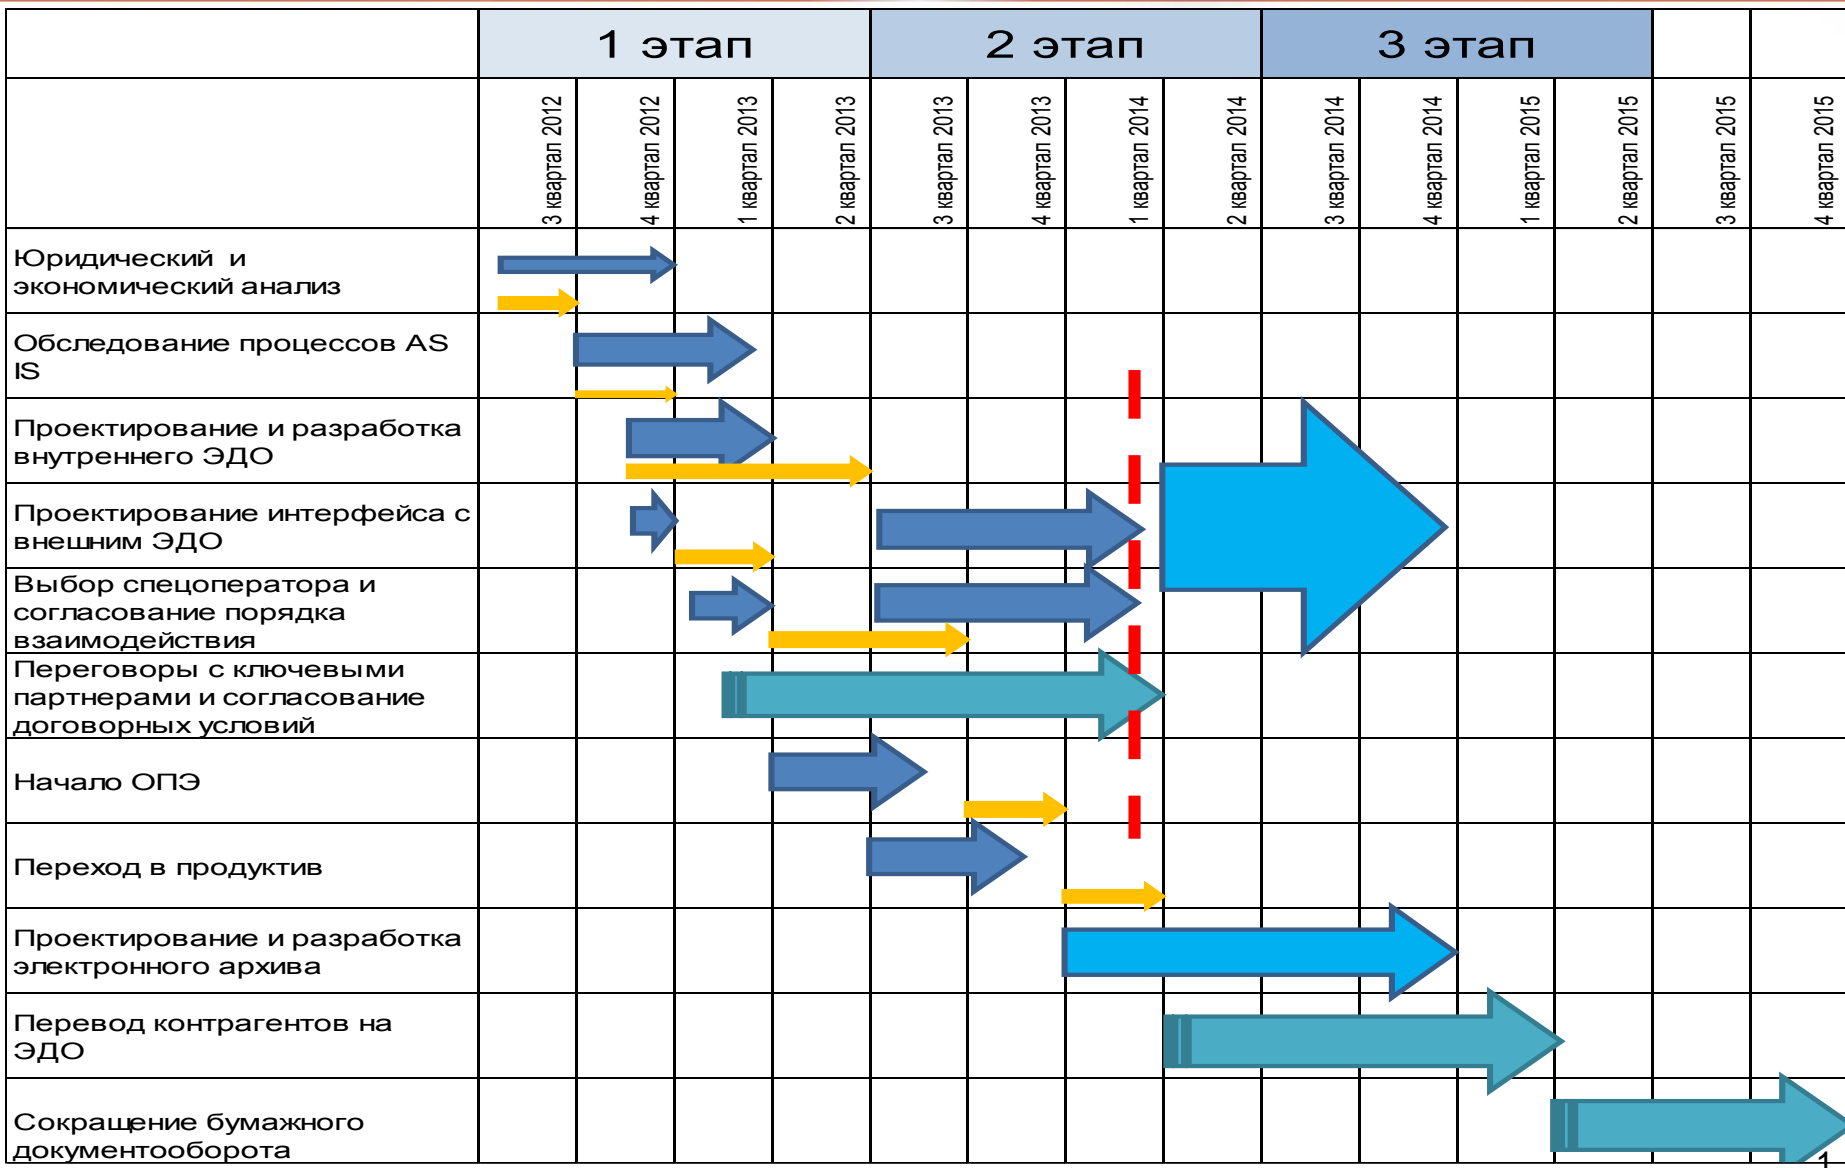 1 этап
2 этап
3 этап
3 квартал 2012
4 квартал 2012
1 квартал 2013
2 квартал 2013
3 квартал 2013
4 квартал 2013
1 квартал 2014
2 квартал 2014
3 квартал 2014
4 квартал 2014
1 квартал 2015
2 квартал 2015
3 квартал 2015
4 квартал 2015
Юридический и
экономический анализ
Обследование процессов AS
IS
Проектирование и разработка
внутреннего ЭДО
Проектирование интерфейса с
внешним ЭДО
Выбор спецоператора и
согласование порядка
взаимодействия
Переговоры с ключевыми
партнерами и согласование
договорных условий
Начало ОПЭ
Переход в продуктив
Проектирование и разработка
электронного архива
Перевод контрагентов на
ЭДО
Сокращение бумажного
документооборота
1